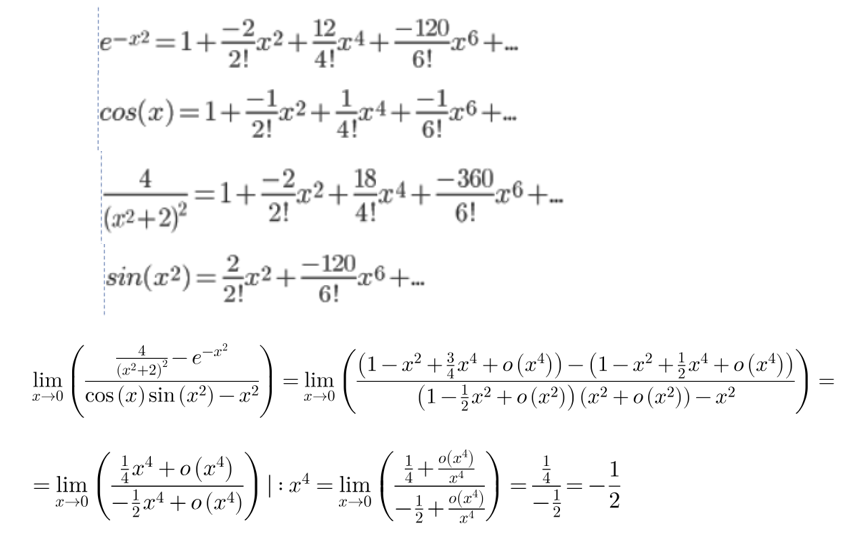 e^{-x2} = 1 + \frac{-2}{2!}x^2 + \frac{12}{4!}x^4 + \frac{-120}{6!}x^6 + ...
cos(x) = 1 + \frac{-1}{2!}x^2 + \frac{1}{4!}x^4 + \frac{-1}{6!}x^6 + ...
\frac{4}{(x^2+2)^2} = 1 + \frac{-2}{2!}x^2 + \frac{18}{4!}x^4 + \frac{-360}{6!}x^6 + ...
sin(x^2) = \frac{2}{2!}x^2 + \frac{-120}{6!}x^6 + ...
\lim_{x→0} \left( \frac{\frac{4}{(x^2+2)^2} - e^{-x^2}}{\cos(x)\sin(x^2) - x^2} \right) = \lim_{x→0} \left( \frac{(1 - x^2 + \frac{3}{4}x^4 + o(x^4)) - (1 - x^2 + \frac{1}{2}x^4 + o(x^4))}{(1 - \frac{1}{2}x^2 + o(x^2))(x^2 + o(x^2)) - x^2} \right) =
= \lim_{x→0} \left( \frac{\frac{1}{4}x^4 + o(x^4)}{-\frac{1}{2}x^4 + o(x^4)} \right) | : x^4 = \lim_{x→0} \left( \frac{\frac{1}{4} + \frac{o(x^4)}{x^4}}{-\frac{1}{2} + \frac{o(x^4)}{x^4}} \right) = \frac{\frac{1}{4}}{-\frac{1}{2}} = -\frac{1}{2}